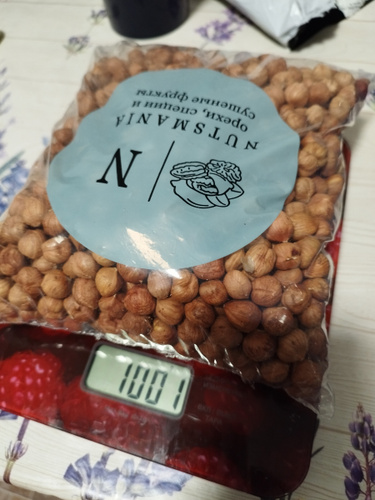 N
NUTSMANIA
орехи, специи и
сушеные фрукты
1001